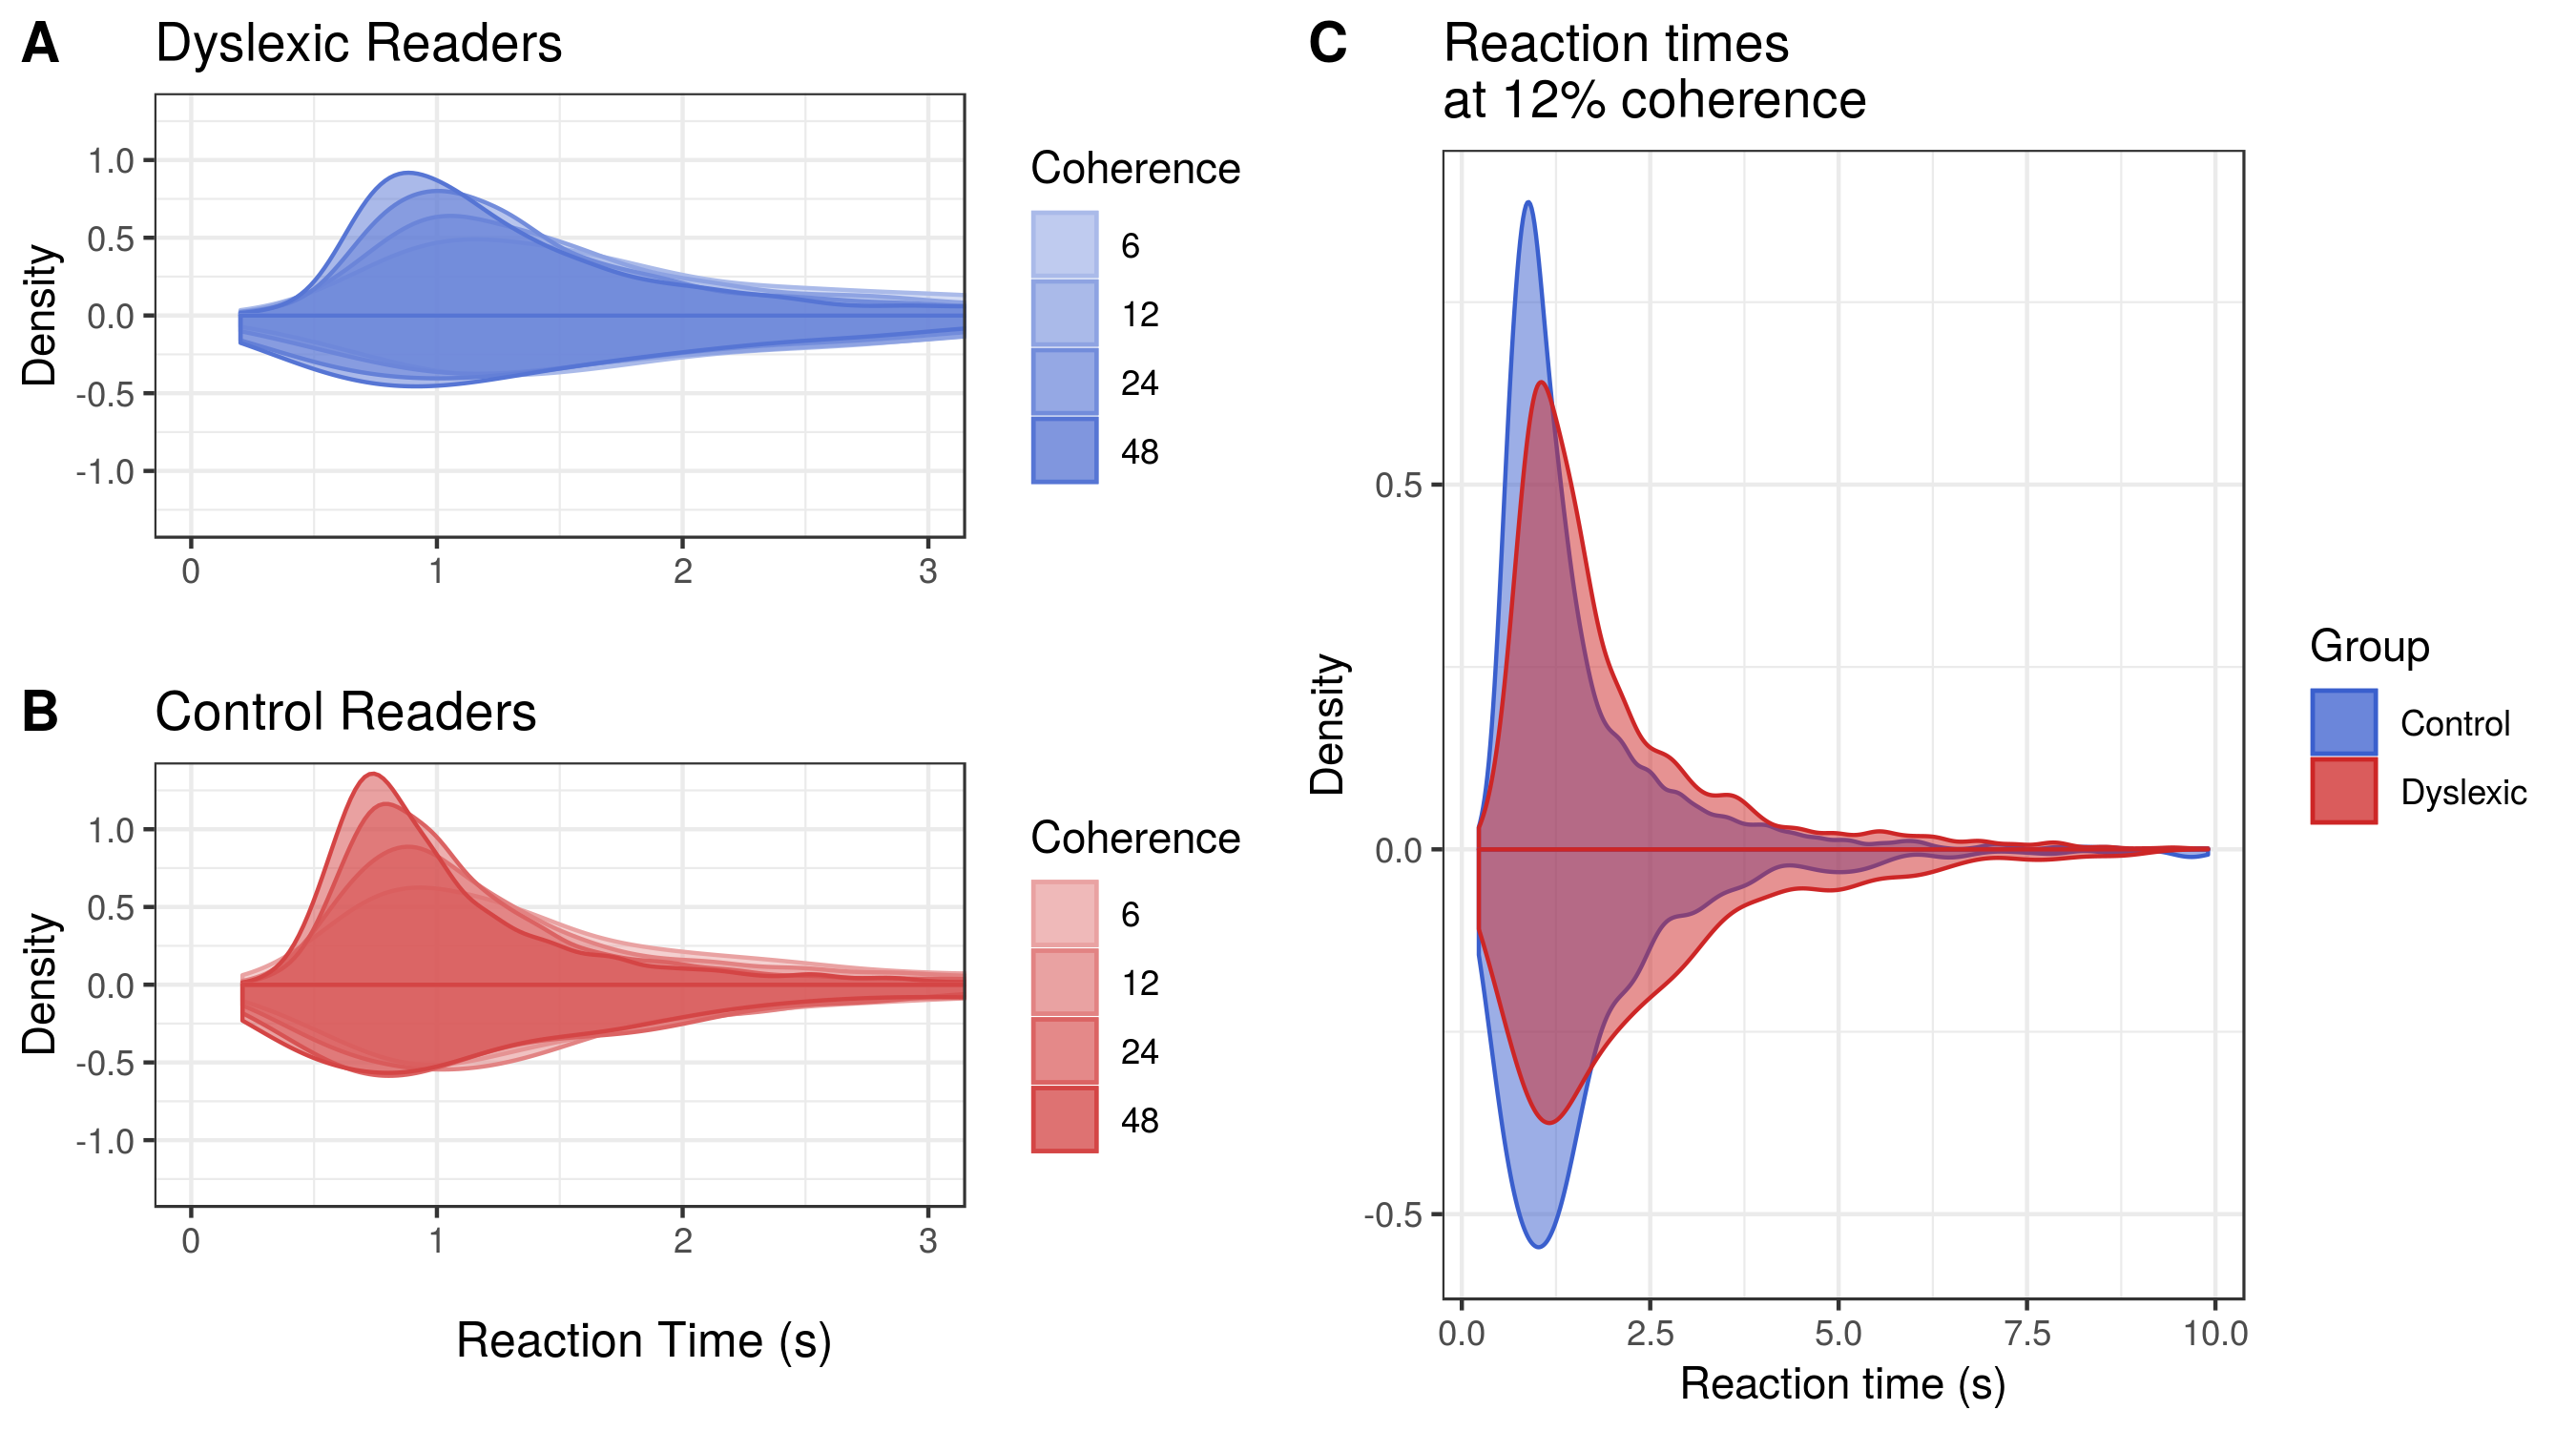 A
Dyslexic Readers
Density
1.0
0.5
0.0
-0.5
-1.0
0 1 2 3
Coherence
6
12
24
48
B
Control Readers
Density
1.0
0.5
0.0
-0.5
-1.0
0 1 2 3
Coherence
6
12
24
48
Reaction Time (s)
C
Reaction times
at 12% coherence
Density
0.5
0.0
-0.5
0.0 2.5 5.0 7.5 10.0
Reaction time (s)
Group
Control
Dyslexic